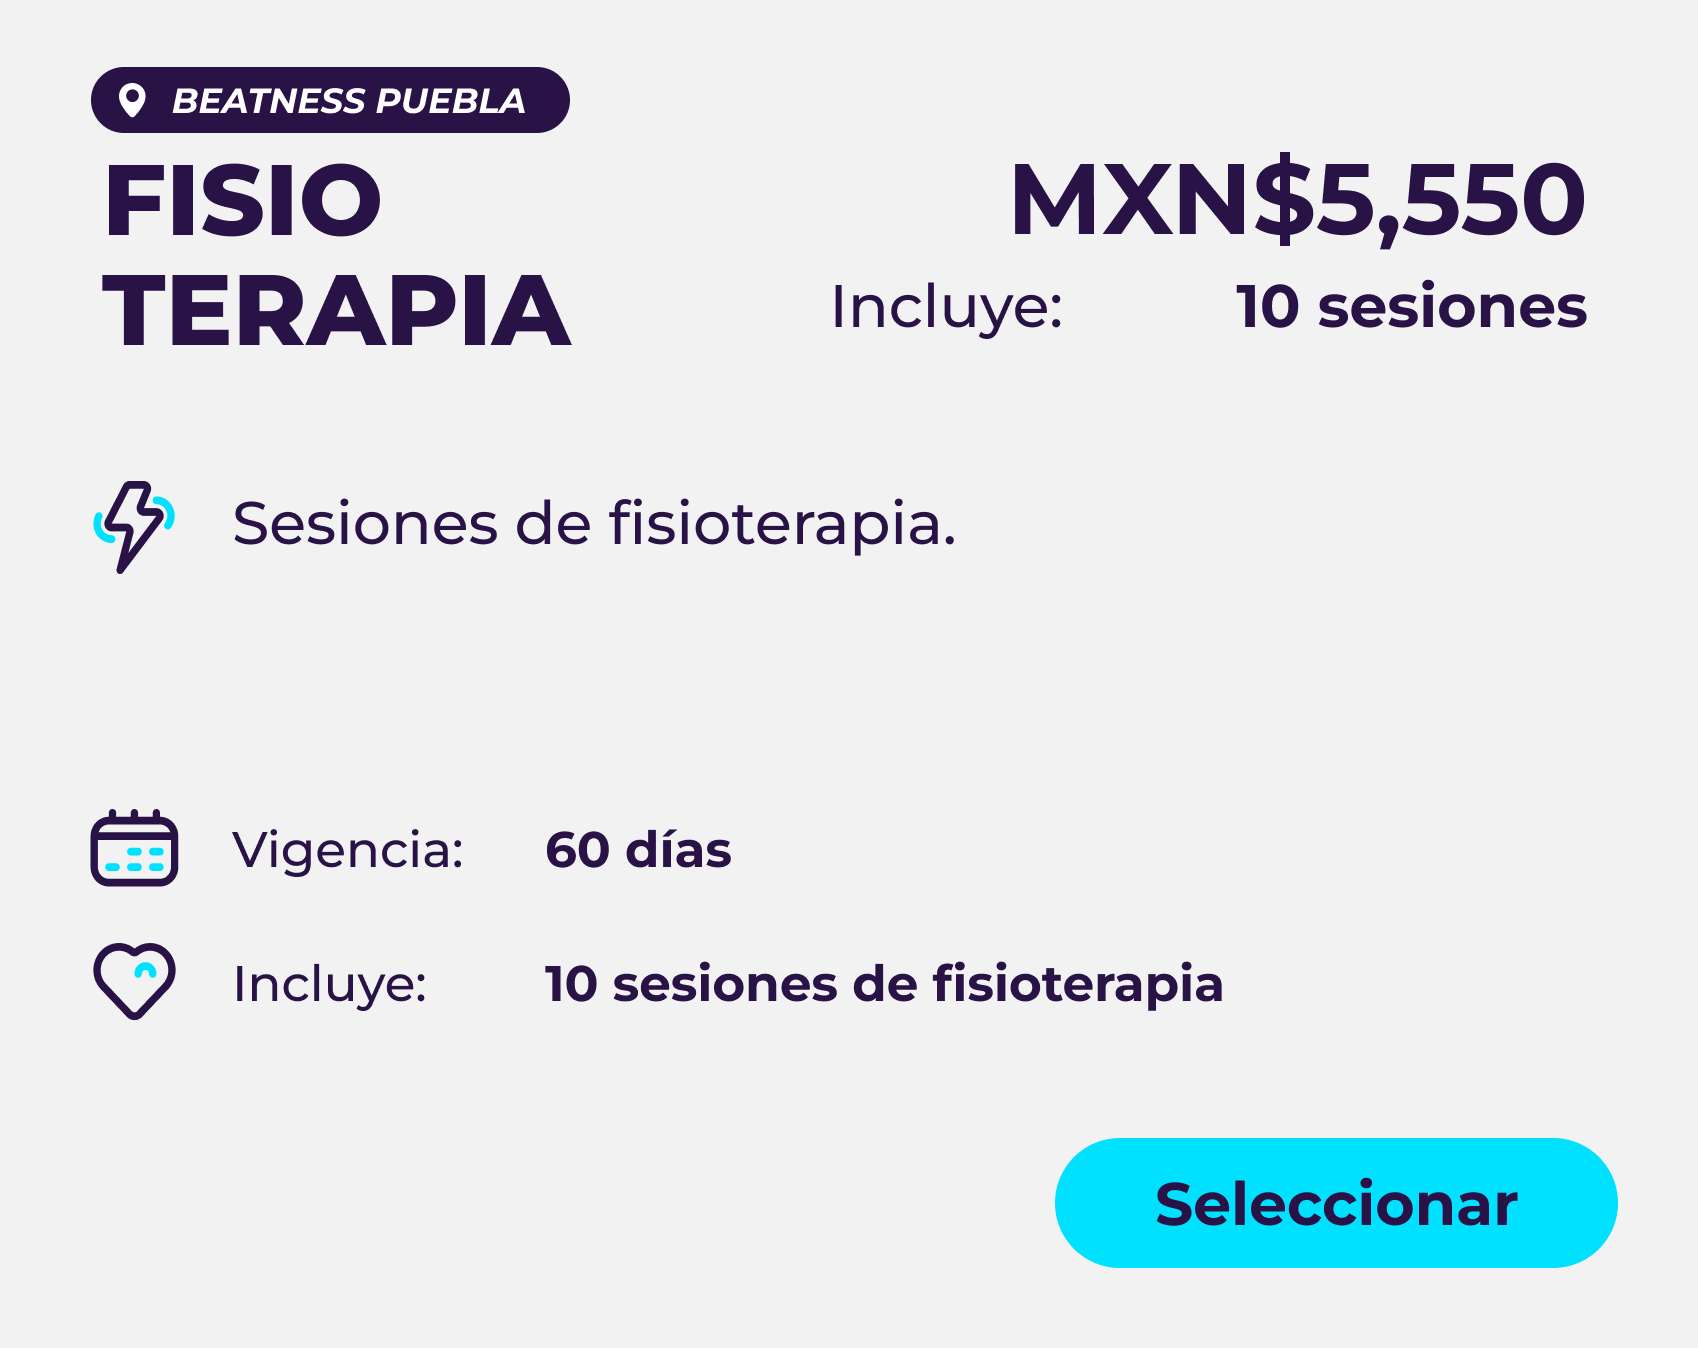 BEATNESS PUEBLA
FISIO
TERAPIA
MXN$5,550
Incluye: 10 sesiones
Sesiones de fisioterapia.
Vigencia: 60 días
Incluye: 10 sesiones de fisioterapia
Seleccionar